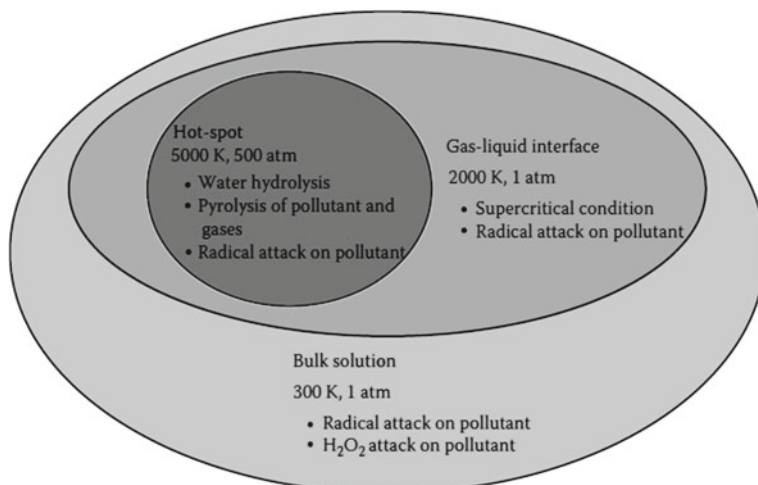 Hot-spot
5000 K, 500 atm
• Water hydrolysis
• Pyrolysis of pollutant and
gases
• Radical attack on pollutant
Gas-liquid interface
2000 K, 1 atm
• Supercritical condition
• Radical attack on pollutant
Bulk solution
300 K, 1 atm
• Radical attack on pollutant
• H₂O₂ attack on pollutant